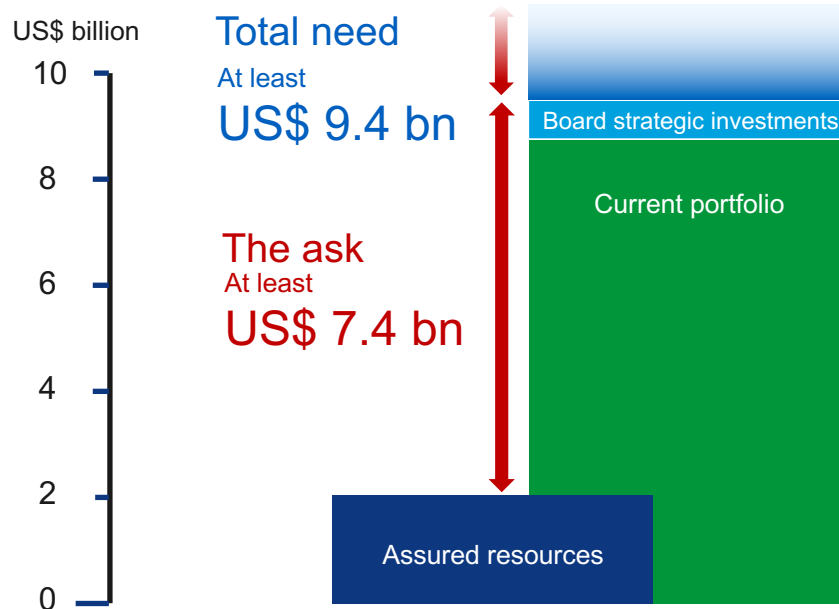 US$ billion
10
8
6
4
2
0
Total need
At least
US$ 9.4 bn
The ask
At least
US$ 7.4 bn
Board strategic investments
Current portfolio
Assured resources